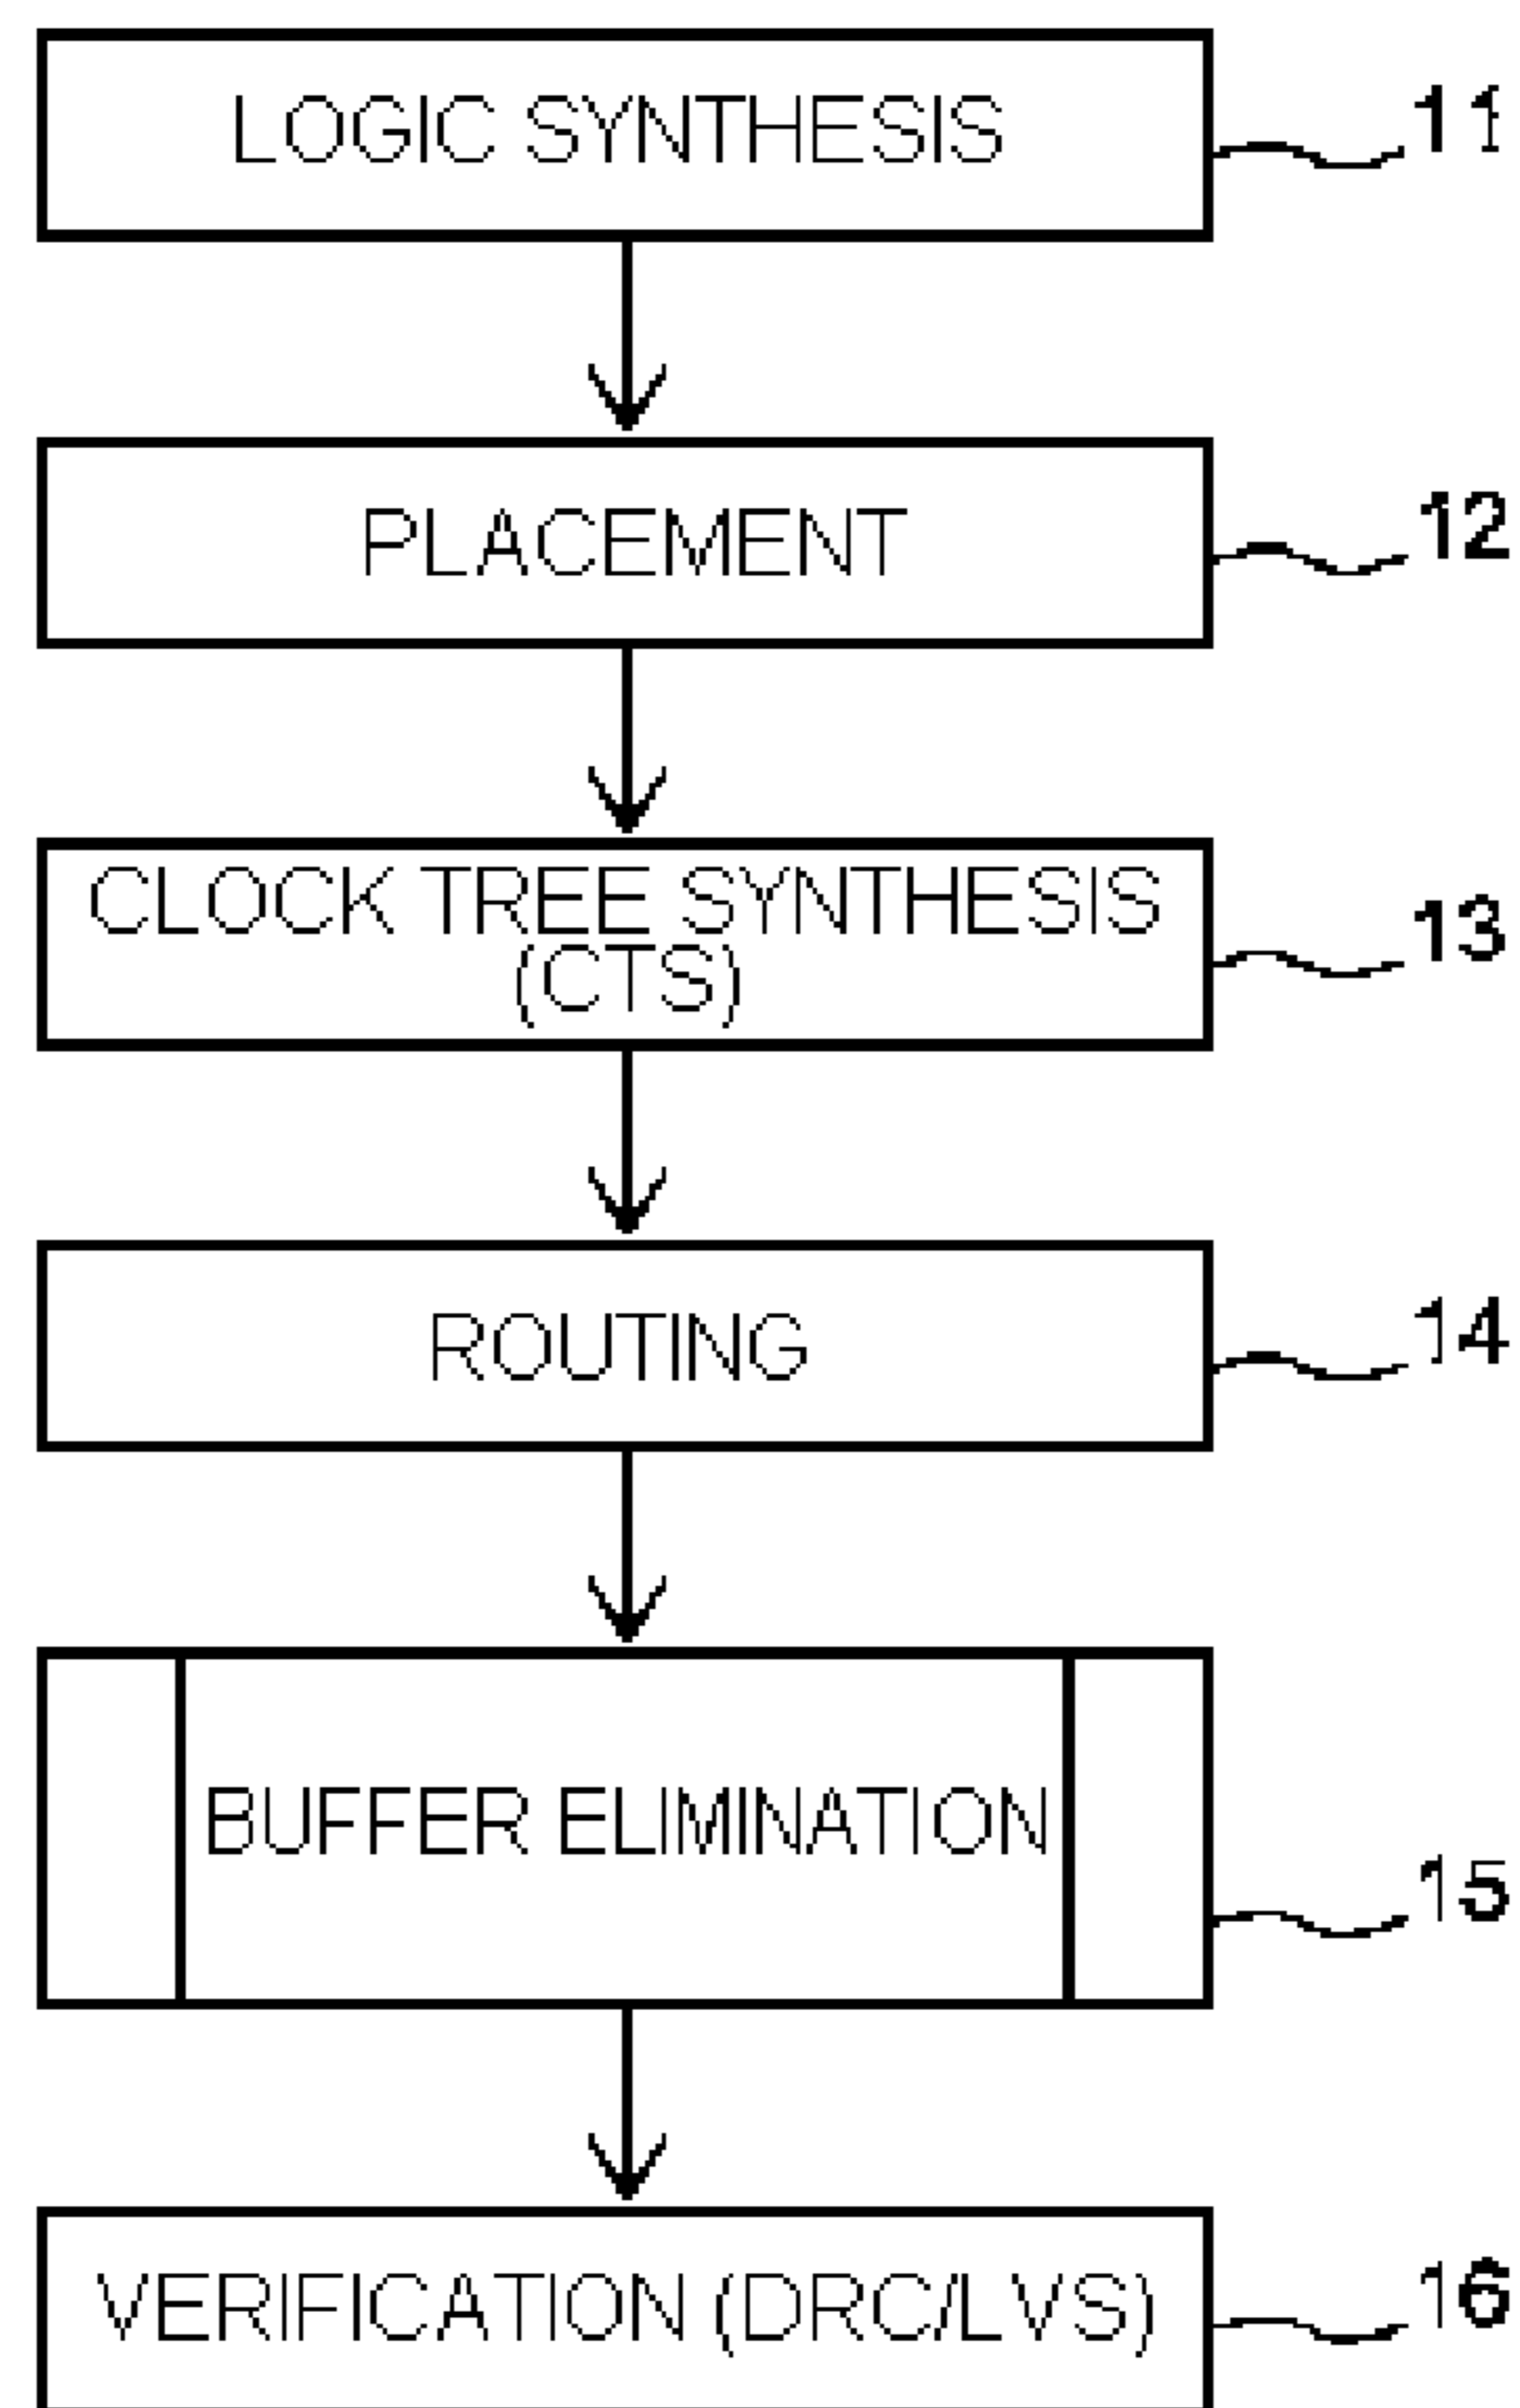 LOGIC SYNTHESIS
11
PLACEMENT
12
CLOCK TREE SYNTHESIS
(CTS)
13
ROUTING
14
BUFFER ELIMINATION
15
VERIFICATION (DRC/LVS)
16